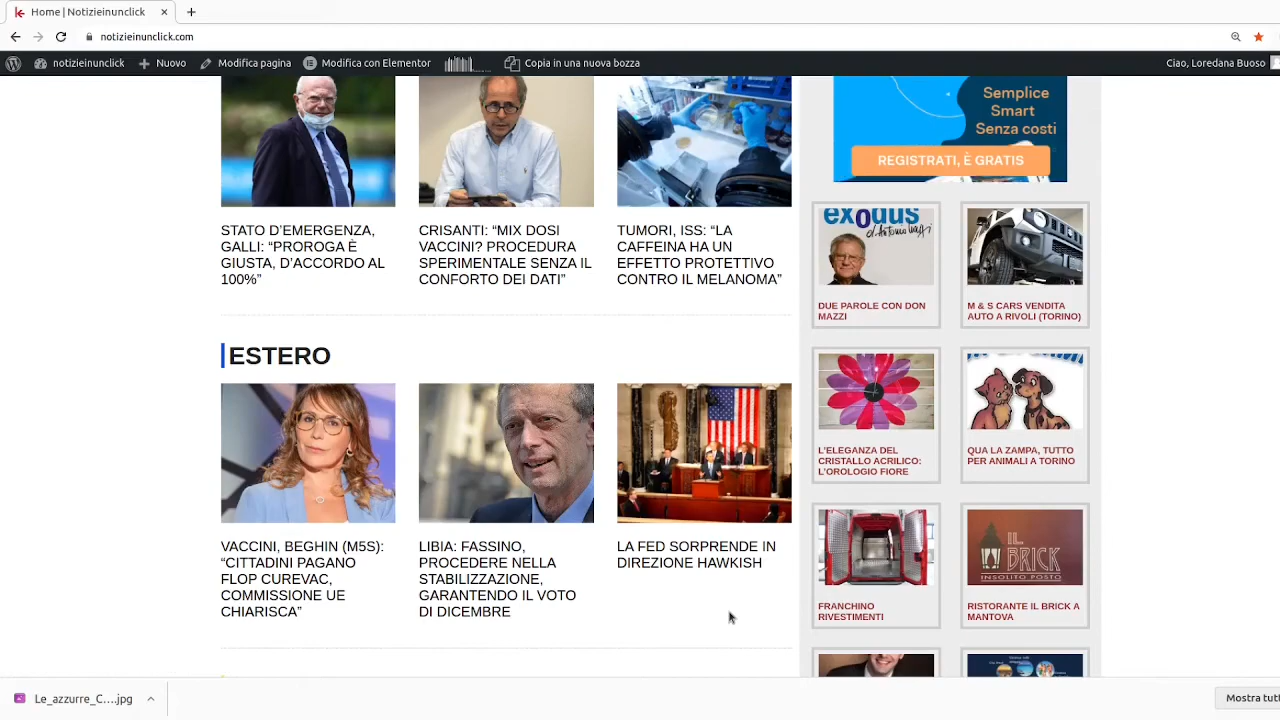 Home | Notizieinunclick
notizieinunclick.com
notizieinunclick
Nuovo
Modifica pagina
Modifica con Elementor
Copia in una nuova bozza
Ciao, Loredana Buoso
Semplice
Smart
Senza costi
REGISTRATI, È GRATIS
STATO D’EMERGENZA,
GALLI: “PROROGA È
GIUSTA, D’ACCORDO AL
100%”
CRISANTI: “MIX DOSI
VACCINI? PROCEDURA
SPERIMENTALE SENZA IL
CONFORTO DEI DATI”
TUMORI, ISS: “LA
CAFFEINA HA UN
EFFETTO PROTETTIVO
CONTRO IL MELANOMA”
exodus
DUE PAROLE CON DON
MAZZI
M & S CARS VENDITA
AUTO A RIVOLI (TORINO)
ESTERO
VACCINI, BEGHIN (M5S):
“CITTADINI PAGANO
FLOP CUREVAC,
COMMISSIONE UE
CHIARISCA”
LIBIA: FASSINO,
PROCEDERE NELLA
STABILIZZAZIONE,
GARANTENDO IL VOTO
DI DICEMBRE
LA FED SORPRENDE IN
DIREZIONE HAWKISH
L’ELEGANZA DEL
CRISTALLO ACRILICO:
L’OROLOGIO FIORE
QUA LA ZAMPA, TUTTO
PER ANIMALI A TORINO
FRANCHINO
RIVESTIMENTI
IL
BRICK
INSOLITO POSTO
RISTORANTE IL BRICK A
MANTOVA
Le_azzurre_C....jpg
Mostra tutt